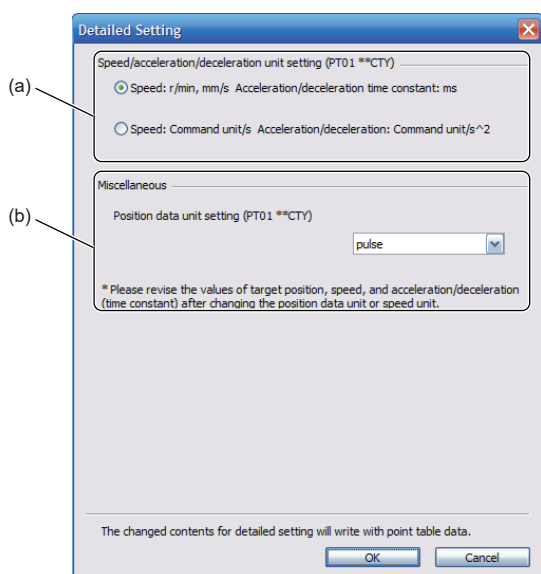 Detailed Setting
(a)
Speed/acceleration/deceleration unit setting (PT01 **CTY)
Speed: r/min, mm/s Acceleration/deceleration time constant: ms
Speed: Command unit/s Acceleration/deceleration: Command unit/s^2
(b)
Miscellaneous
Position data unit setting (PT01 **CTY)
pulse
* Please revise the values of target position, speed, and acceleration/deceleration
(time constant) after changing the position data unit or speed unit.
The changed contents for detailed setting will write with point table data.
OK Cancel